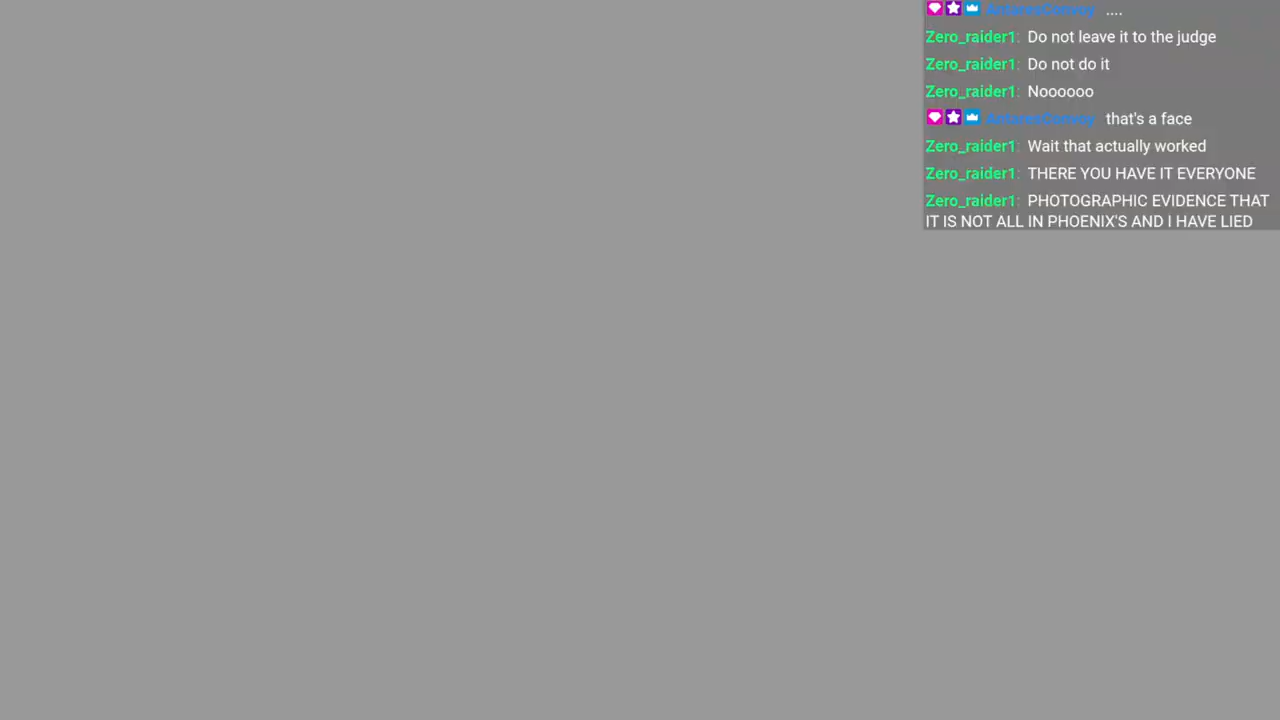 AntaresConvoy ....
Zero_raider1: Do not leave it to the judge
Zero_raider1: Do not do it
Zero_raider1: Noooooo
AntaresConvoy that's a face
Zero_raider1: Wait that actually worked
Zero_raider1: THERE YOU HAVE IT EVERYONE
Zero_raider1: PHOTOGRAPHIC EVIDENCE THAT
IT IS NOT ALL IN PHOENIX'S AND I HAVE LIED